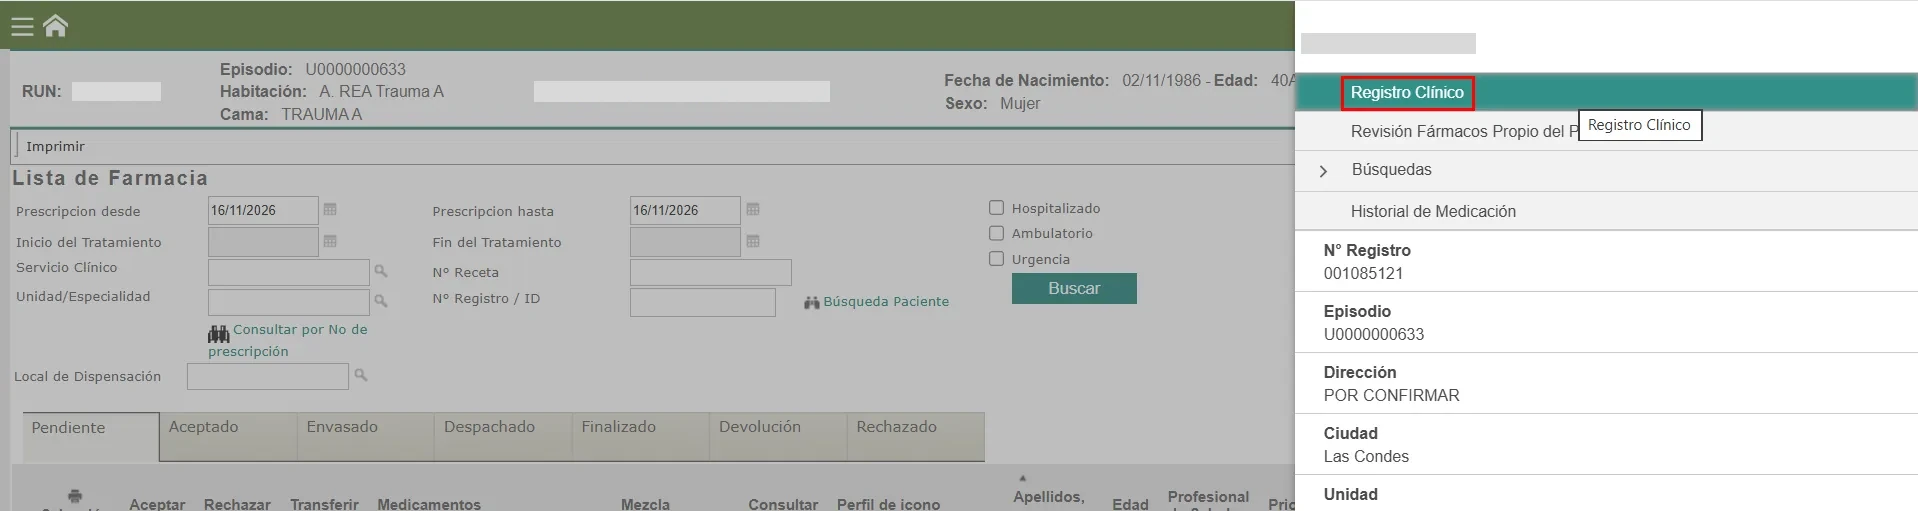 RUN:
Episodio: U0000000633
Habitación: A. REA Trauma A
Cama: TRAUMA A
Fecha de Nacimiento: 02/11/1986 - Edad: 40A
Sexo: Mujer
Imprimir
Lista de Farmacia
Prescripcion desde 16/11/2026 Prescripcion hasta 16/11/2026
Inicio del Tratamiento Fin del Tratamiento
Servicio Clínico N° Receta
Unidad/Especialidad N° Registro / ID Búsqueda Paciente
Hospitalizado
Ambulatorio
Urgencia
Buscar
Consultar por No de
prescripción
Local de Dispensación
Pendiente Aceptado Envasado Despachado Finalizado Devolución Rechazado
Aceptar Rechazar Transferir Medicamentos Mezcla Consultar Perfil de icono Apellidos, Edad Profesional
Registro Clínico
Registro Clínico
Revisión Fármacos Propio del P
Búsquedas
Historial de Medicación
N° Registro
001085121
Episodio
U0000000633
Dirección
POR CONFIRMAR
Ciudad
Las Condes
Unidad